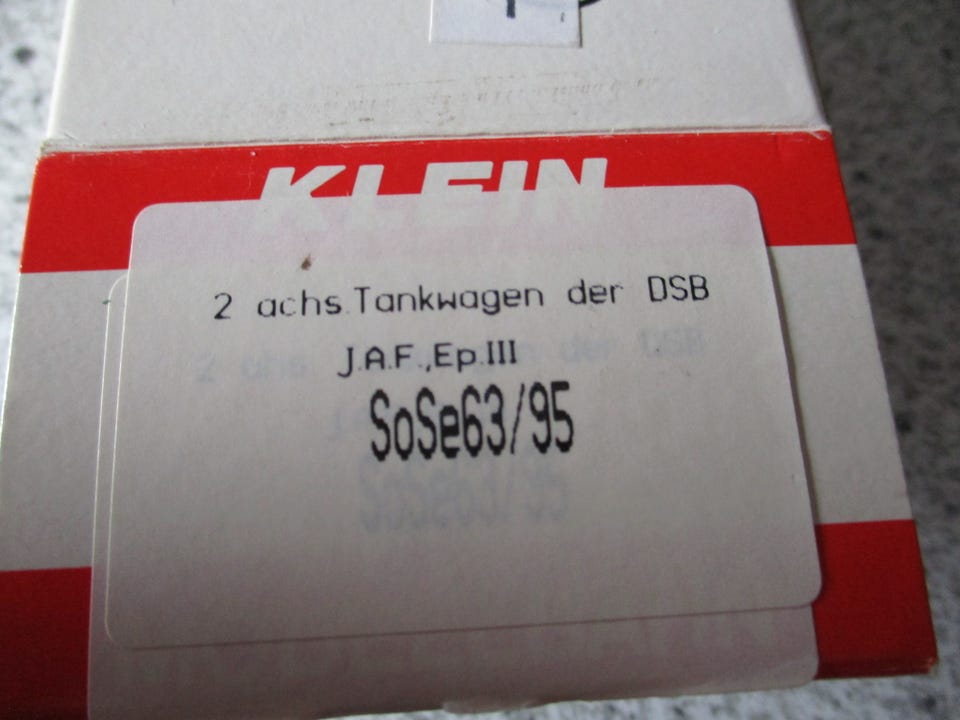 KLEIN
2 achs.Tankwagen der DSB
J.A.F.,Ep.III
SoSe63/95